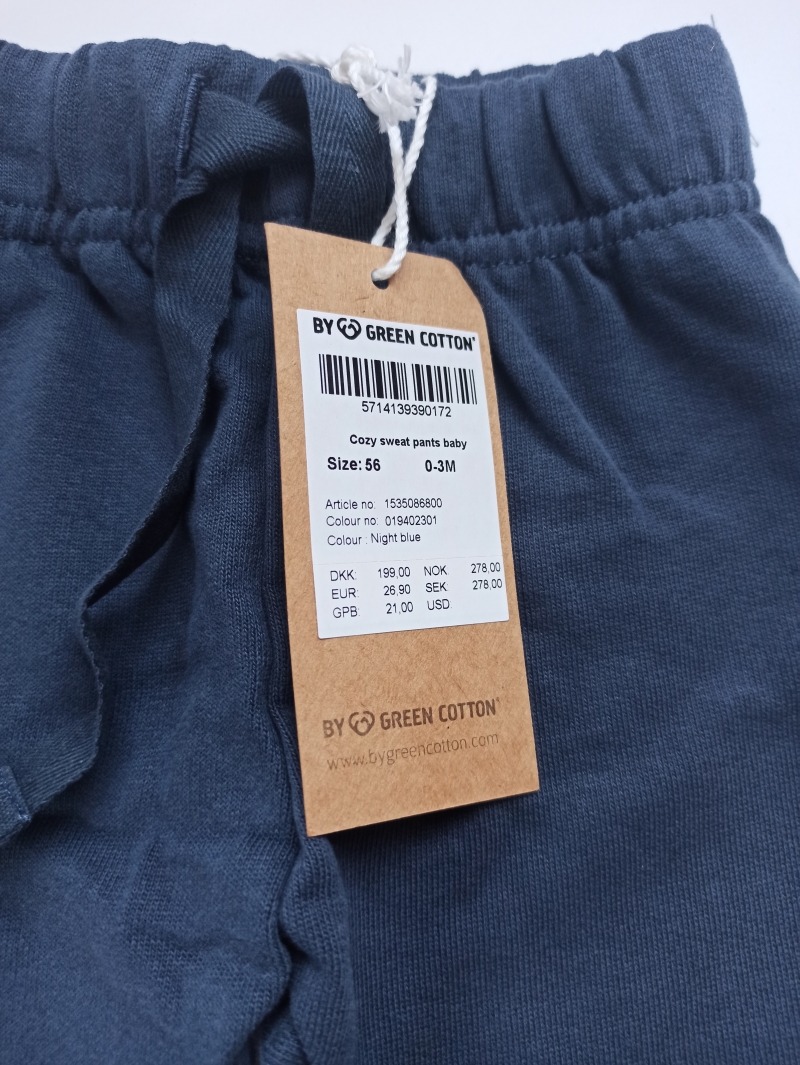 BY GREEN COTTON®
5714139390172
Cozy sweat pants baby
Size: 56 0-3M
Article no: 1535086800
Colour no: 019402301
Colour : Night blue
DKK: 199,00 NOK: 278,00
EUR: 26,90 SEK: 278,00
GPB: 21,00 USD:
BY GREEN COTTON®
www.bygreencotton.com